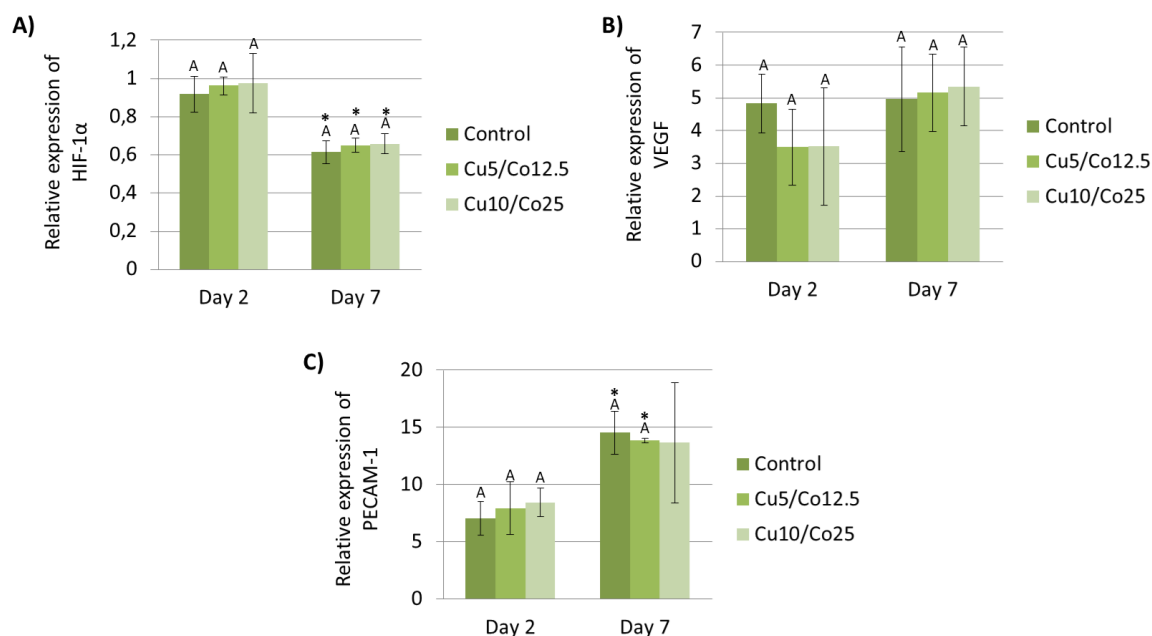 A)
Relative expression of
HIF-1α
1,2
1
0,8
0,6
0,4
0,2
0
A A A
* * *
A A A
Day 2 Day 7
Control
Cu5/Co12.5
Cu10/Co25
B)
Relative expression of
VEGF
7
6
5
4
3
2
1
0
A A A A A A
Day 2 Day 7
Control
Cu5/Co12.5
Cu10/Co25
C)
Relative expression of
PECAM-1
20
15
10
5
0
* *
A A
A A A
Day 2 Day 7
Control
Cu5/Co12.5
Cu10/Co25